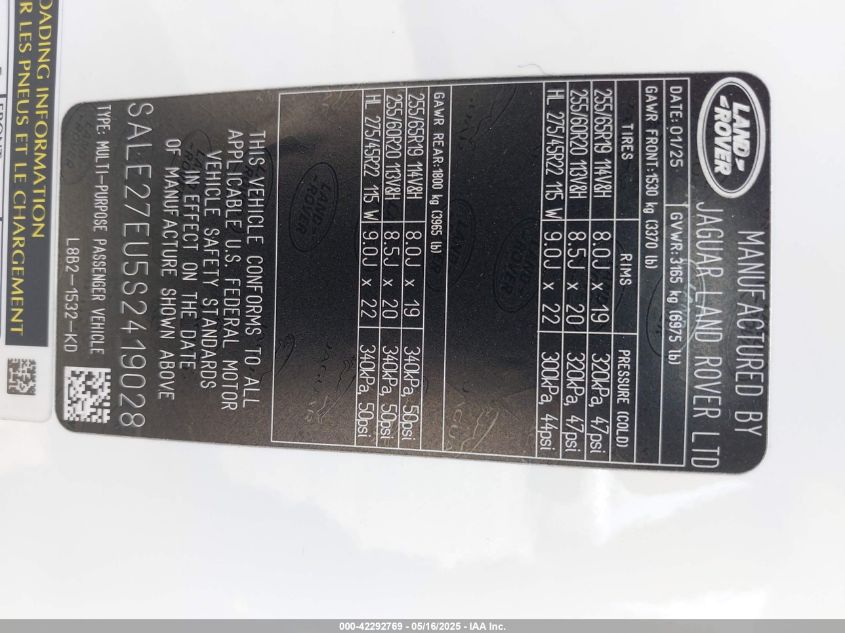 LAND
ROVER
MANUFACTURED BY
JAGUAR LAND ROVER LTD
DATE: 01/25 GVWR: 3165 kg (6975 lb)
GAWR FRONT: 1530 kg (3370 lb)
TIRES RIMS PRESSURE (COLD)
255/65R19 114V&H 8.0J x 19 320kPa, 47psi
255/60R20 113V&H 8.5J x 20 320kPa, 47psi
HL 275/45R22 115 W 9.0J x 22 300kPa, 44psi
GAWR REAR: 1800 kg (3965 lb)
255/65R19 114V&H 8.0J x 19 340kPa, 50psi
255/60R20 113V&H 8.5J x 20 340kPa, 50psi
HL 275/45R22 115 W 9.0J x 22 340kPa, 50psi
THIS VEHICLE CONFORMS TO ALL
APPLICABLE U.S. FEDERAL MOTOR
VEHICLE SAFETY STANDARDS
IN EFFECT ON THE DATE
OF MANUFACTURE SHOWN ABOVE
SALE27EU5S2419028
TYPE: MULTI-PURPOSE PASSENGER VEHICLE
L8B2-1532-KD
OADING INFORMATION
R LES PNEUS ET LE CHARGEMENT
FRONT
000-42292769 - 05/16/2025 - IAA Inc.